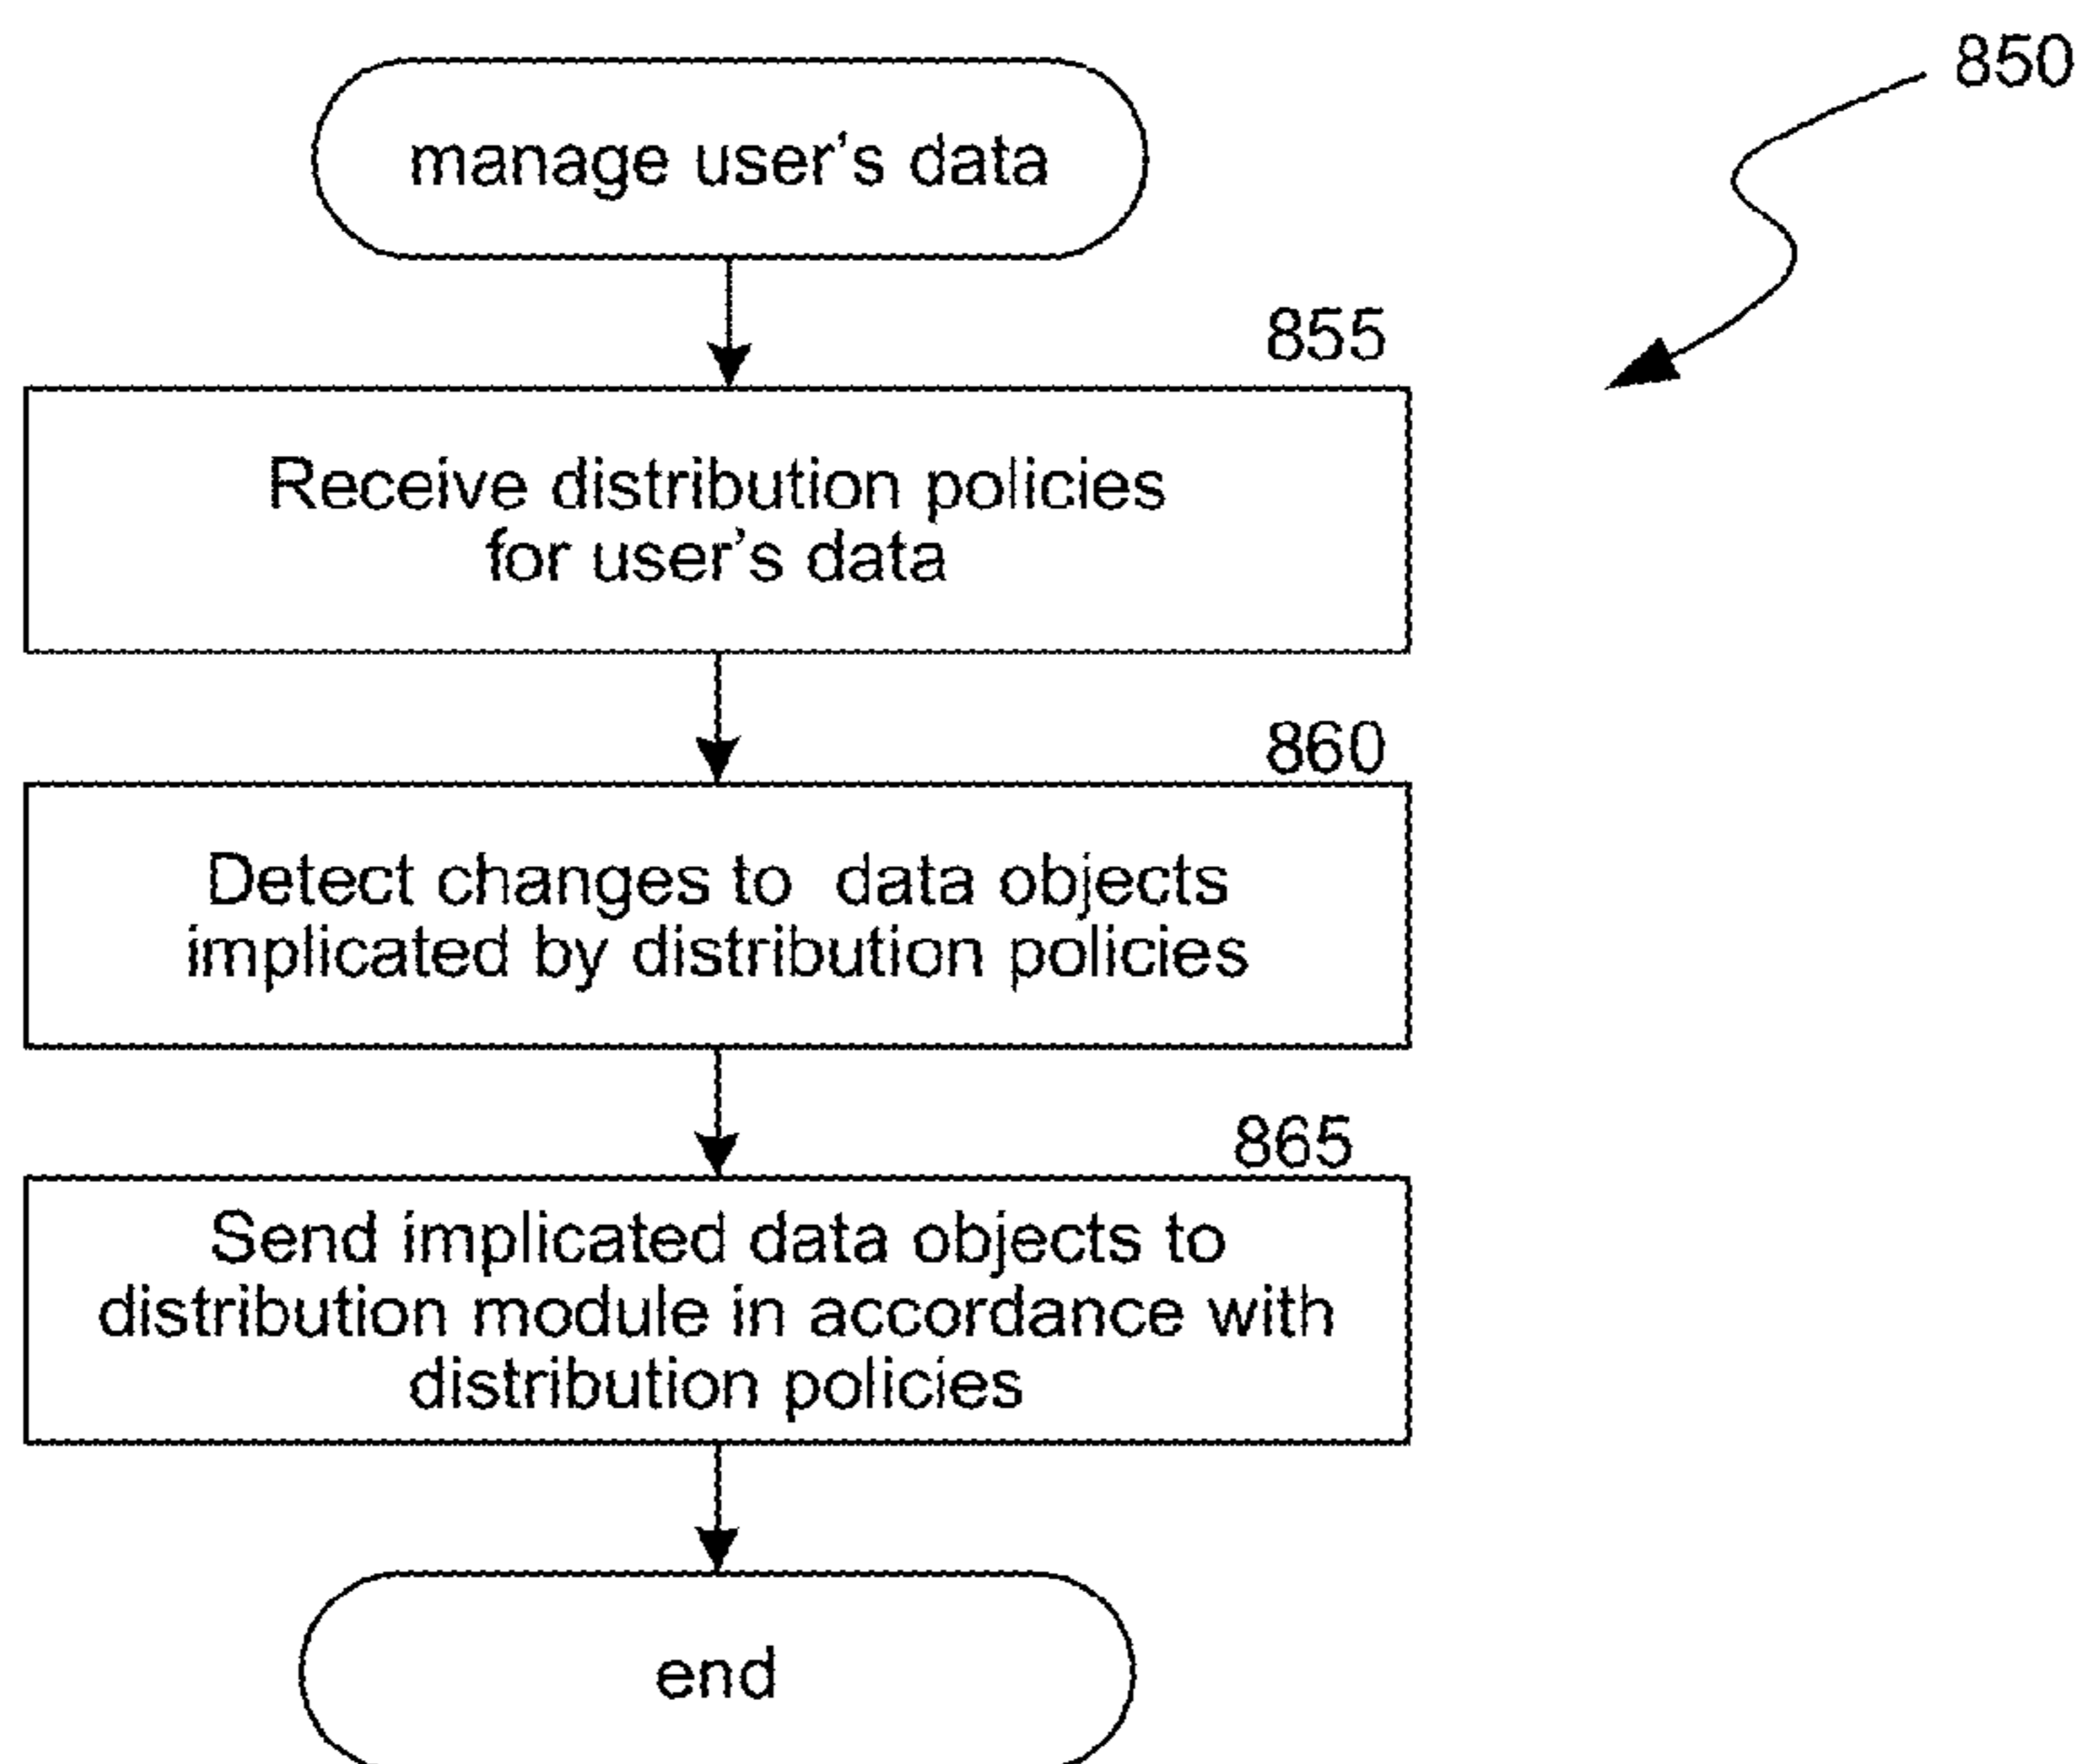 850
manage user's data
855
Receive distribution policies
for user's data
860
Detect changes to data objects
implicated by distribution policies
865
Send implicated data objects to
distribution module in accordance with
distribution policies
end